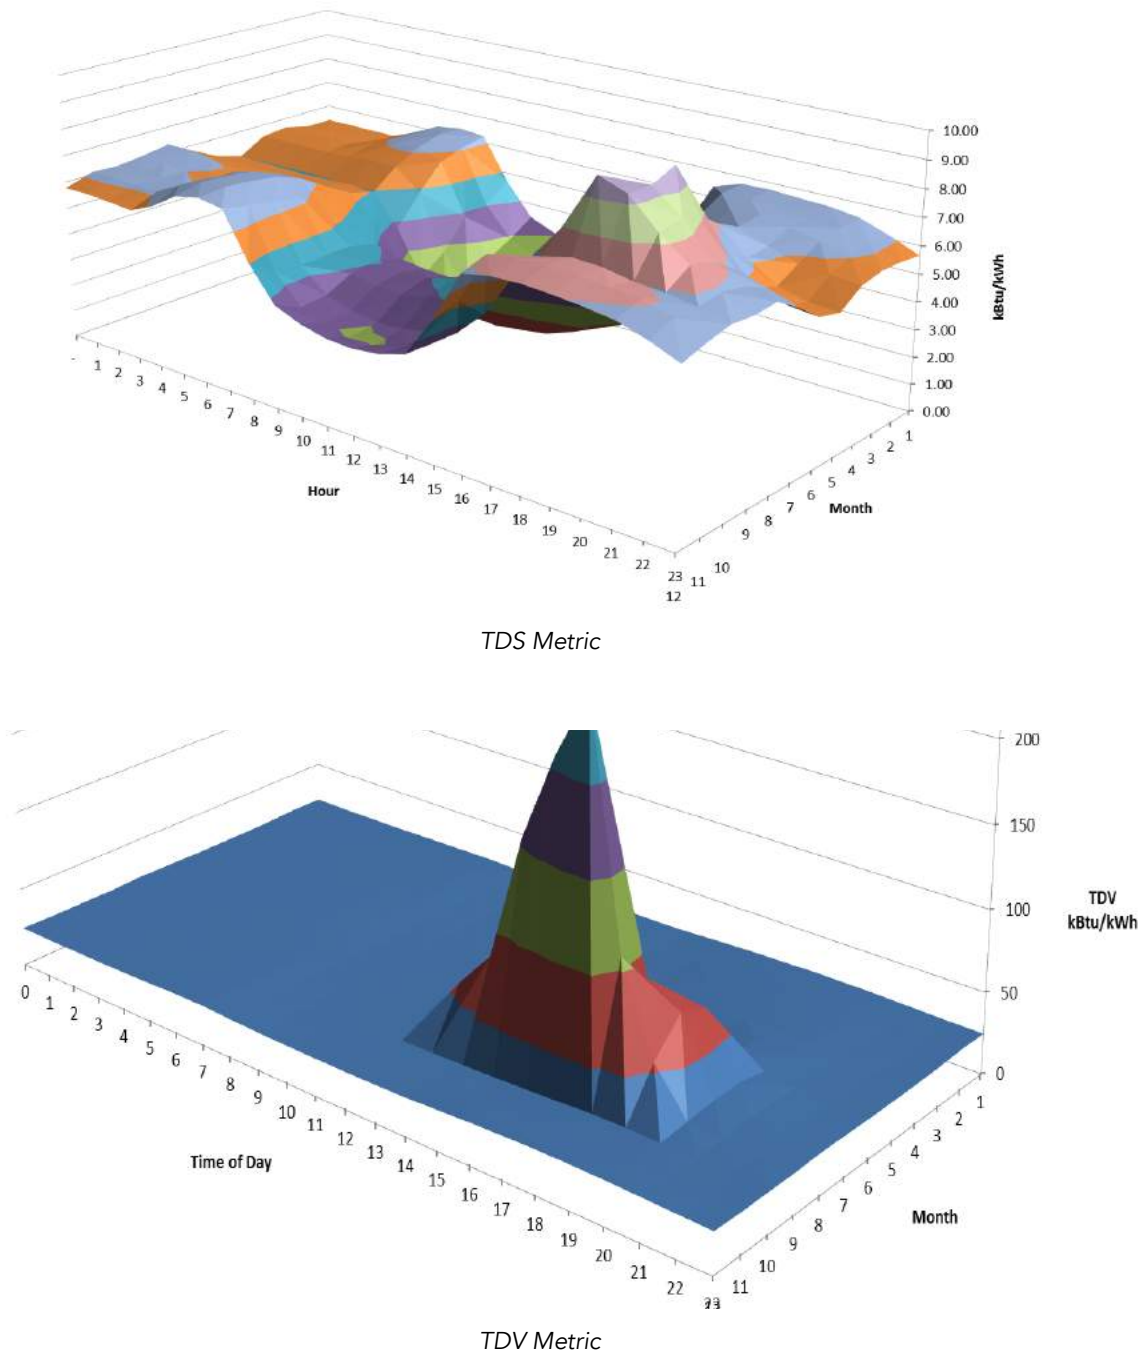 10.00
9.00
8.00
7.00
6.00
5.00
4.00
3.00
2.00
1.00
0.00
kBtu/kWh
- 1 2 3 4 5 6 7 8 9 10 11 12 13 14 15 16 17 18 19 20 21 22 23
Hour
1 2 3 4 5 6 7 8 9 10 11 12
Month
TDS Metric
200
150
100
50
0
TDV
kBtu/kWh
0 1 2 3 4 5 6 7 8 9 10 11 12 13 14 15 16 17 18 19 20 21 22
Time of Day
1 2 3 4 5 6 7 8 9 10 11
Month
TDV Metric